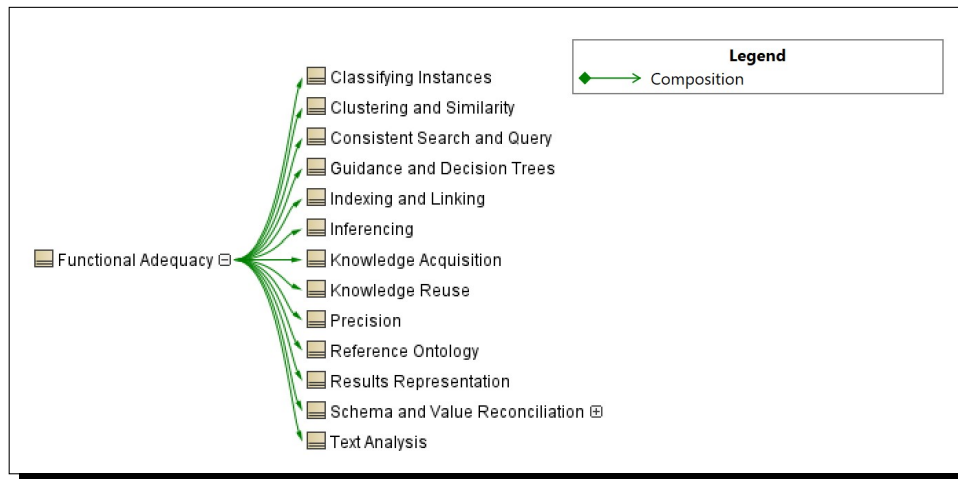 Legend
Composition
Classifying Instances
Clustering and Similarity
Consistent Search and Query
Guidance and Decision Trees
Indexing and Linking
Inferencing
Functional Adequacy
Knowledge Acquisition
Knowledge Reuse
Precision
Reference Ontology
Results Representation
Schema and Value Reconciliation
Text Analysis